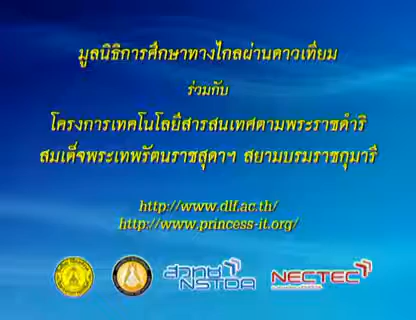 มูลนิธิการศึกษาทางไกลผ่านดาวเทียม
ร่วมกับ
โครงการเทคโนโลยีสารสนเทศตามพระราชดำริ
สมเด็จพระเทพรัตนราชสุดาฯ สยามบรมราชกุมารี
http://www.dlf.ac.th/
http://www.princess-it.org/
สวทช NECTEC
NSTDA